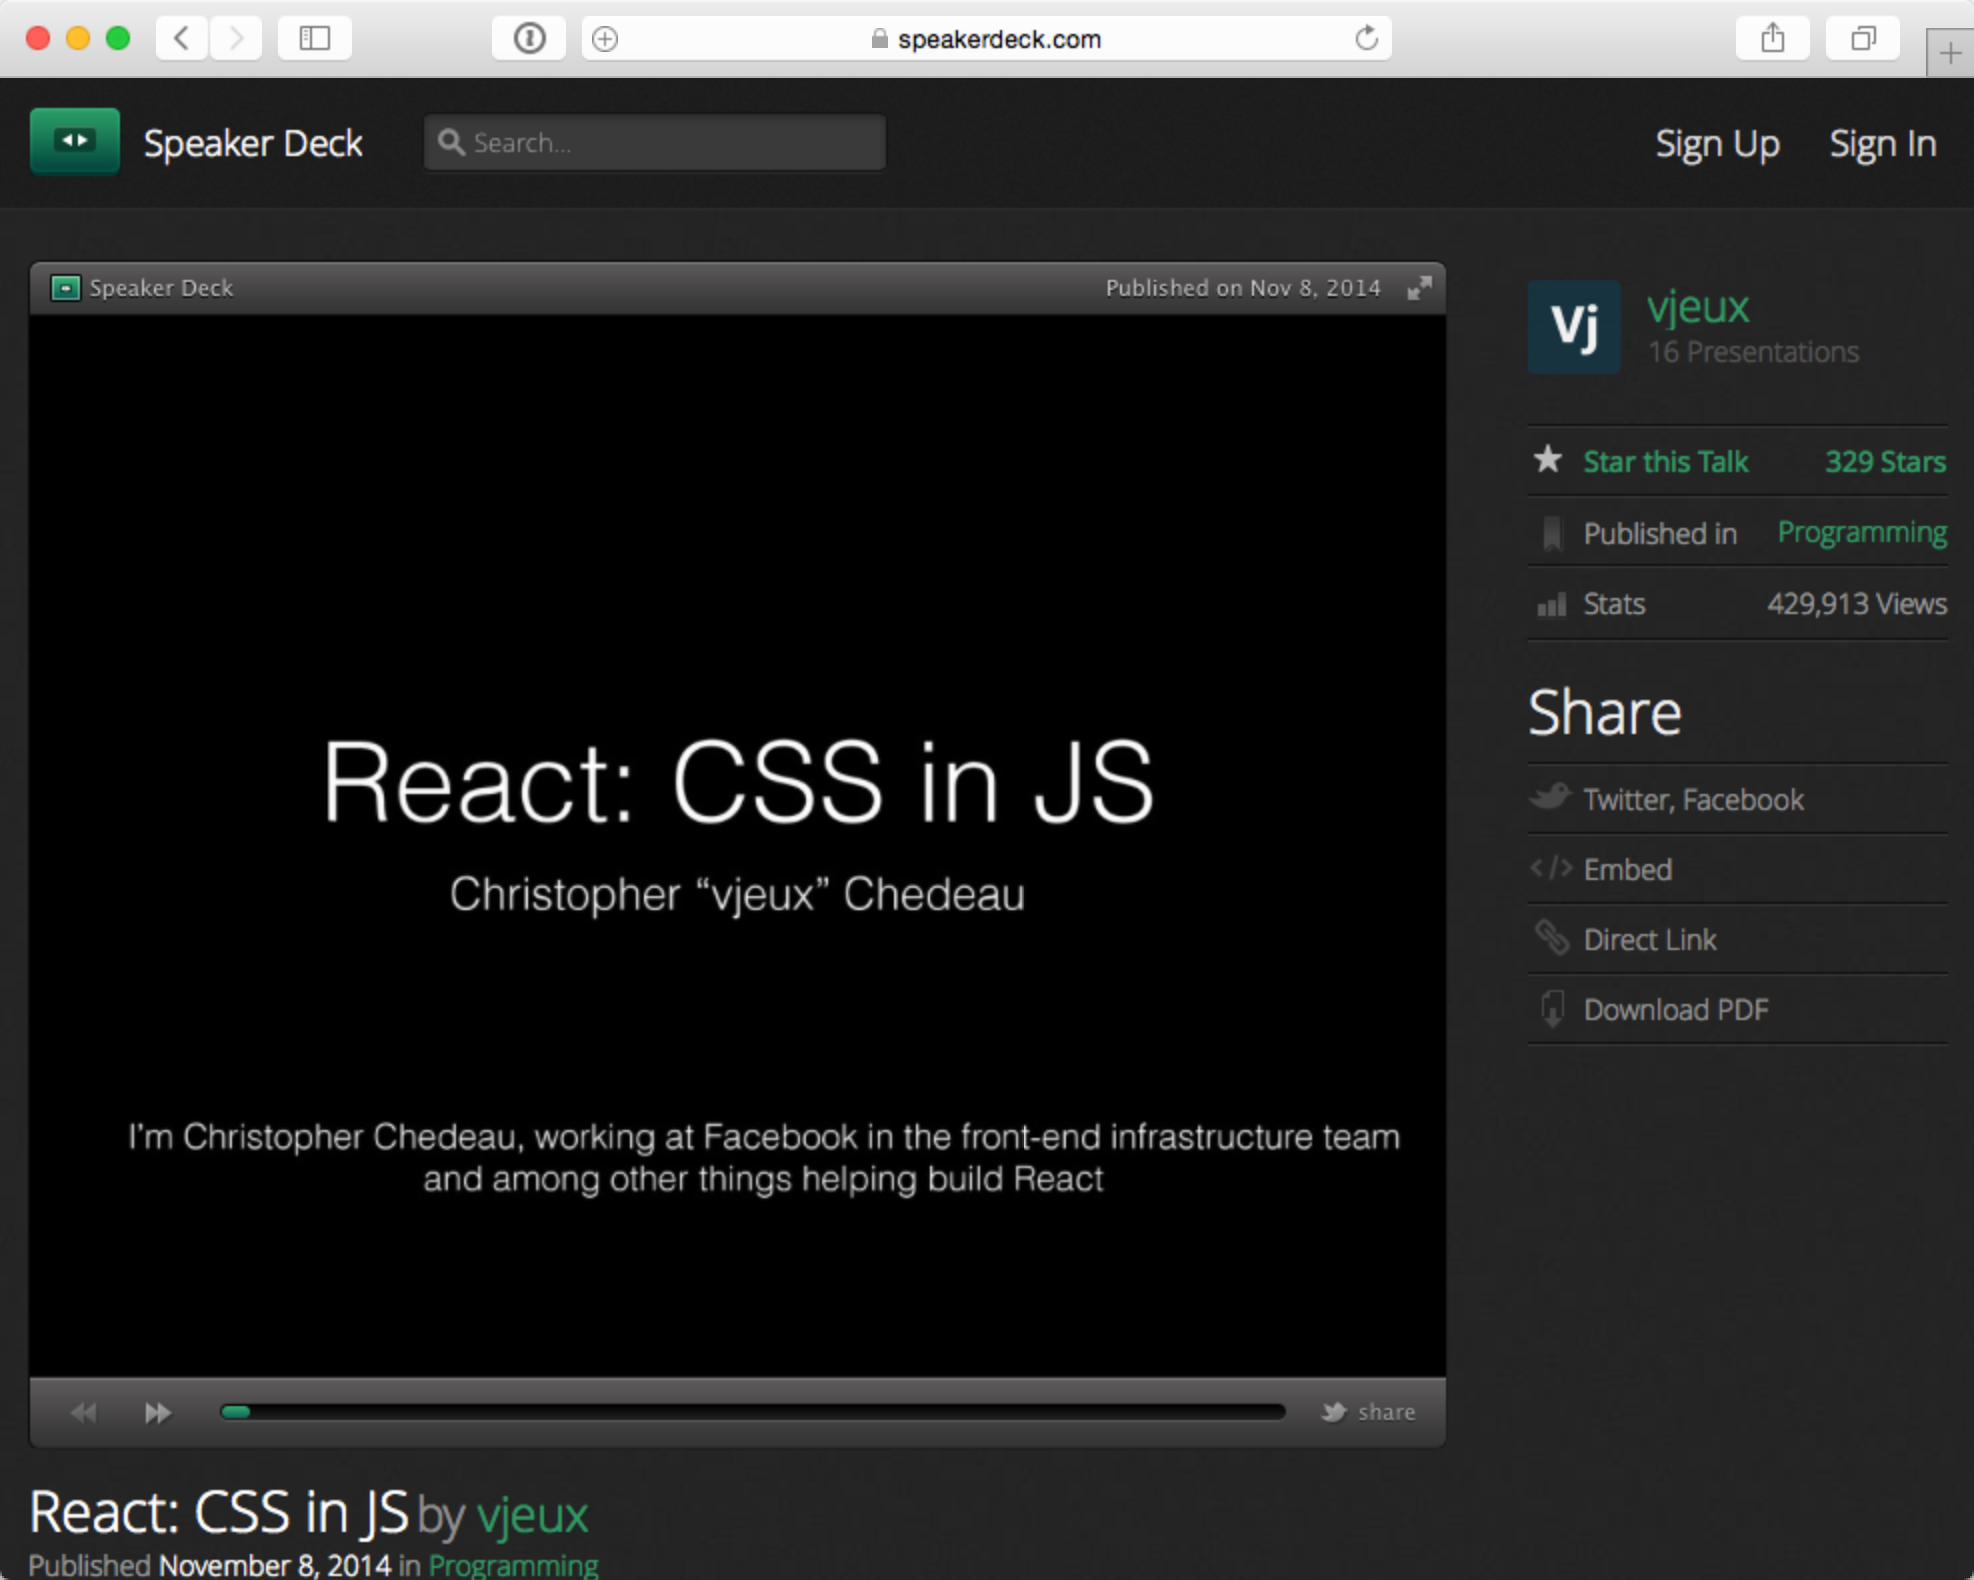 speakerdeck.com
Speaker Deck
Search...
Sign Up
Sign In
Speaker Deck
Published on Nov 8, 2014
React: CSS in JS
Christopher “vjeux” Chedeau
I'm Christopher Chedeau, working at Facebook in the front-end infrastructure team
and among other things helping build React
share
Vj
vjeux
16 Presentations
Star this Talk 329 Stars
Published in Programming
Stats 429,913 Views
Share
Twitter, Facebook
Embed
Direct Link
Download PDF
React: CSS in JS by vjeux
Published November 8, 2014 in Programming